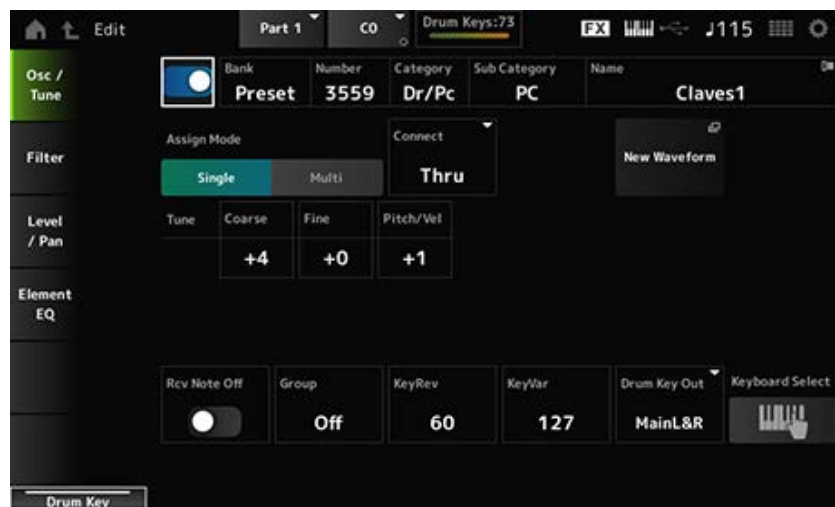 Edit
Part 1
C0
Drum Keys:73
FX
♩115
Osc /
Tune
Filter
Level
/ Pan
Element
EQ
Drum Key
Bank
Preset
Number
3559
Category
Dr/Pc
Sub Category
PC
Name
Claves1
Assign Mode
Single
Multi
Connect
Thru
New Waveform
Tune
Coarse
+4
Fine
+0
Pitch/Vel
+1
Rcv Note Off
Group
Off
KeyRev
60
KeyVar
127
Drum Key Out
MainL&R
Keyboard Select